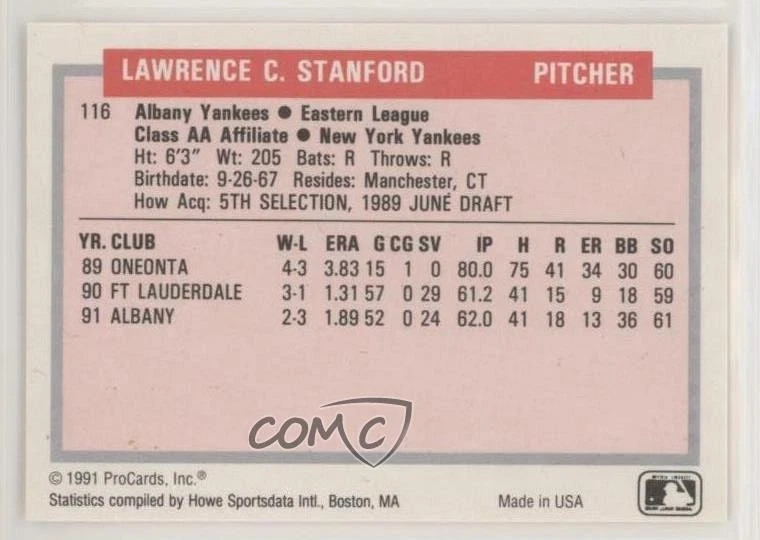 LAWRENCE C. STANFORD PITCHER
116 Albany Yankees ● Eastern League
Class AA Affiliate ● New York Yankees
Ht: 6'3" Wt: 205 Bats: R Throws: R
Birthdate: 9-26-67 Resides: Manchester, CT
How Acq: 5TH SELECTION, 1989 JUNE DRAFT
YR. CLUB W-L ERA G CG SV IP H R ER BB SO
89 ONEONTA 4-3 3.83 15 1 0 80.0 75 41 34 30 60
90 FT LAUDERDALE 3-1 1.31 57 0 29 61.2 41 15 9 18 59
91 ALBANY 2-3 1.89 52 0 24 62.0 41 18 13 36 61
COMC
© 1991 ProCards, Inc.®
Statistics compiled by Howe Sportsdata Intl., Boston, MA Made in USA